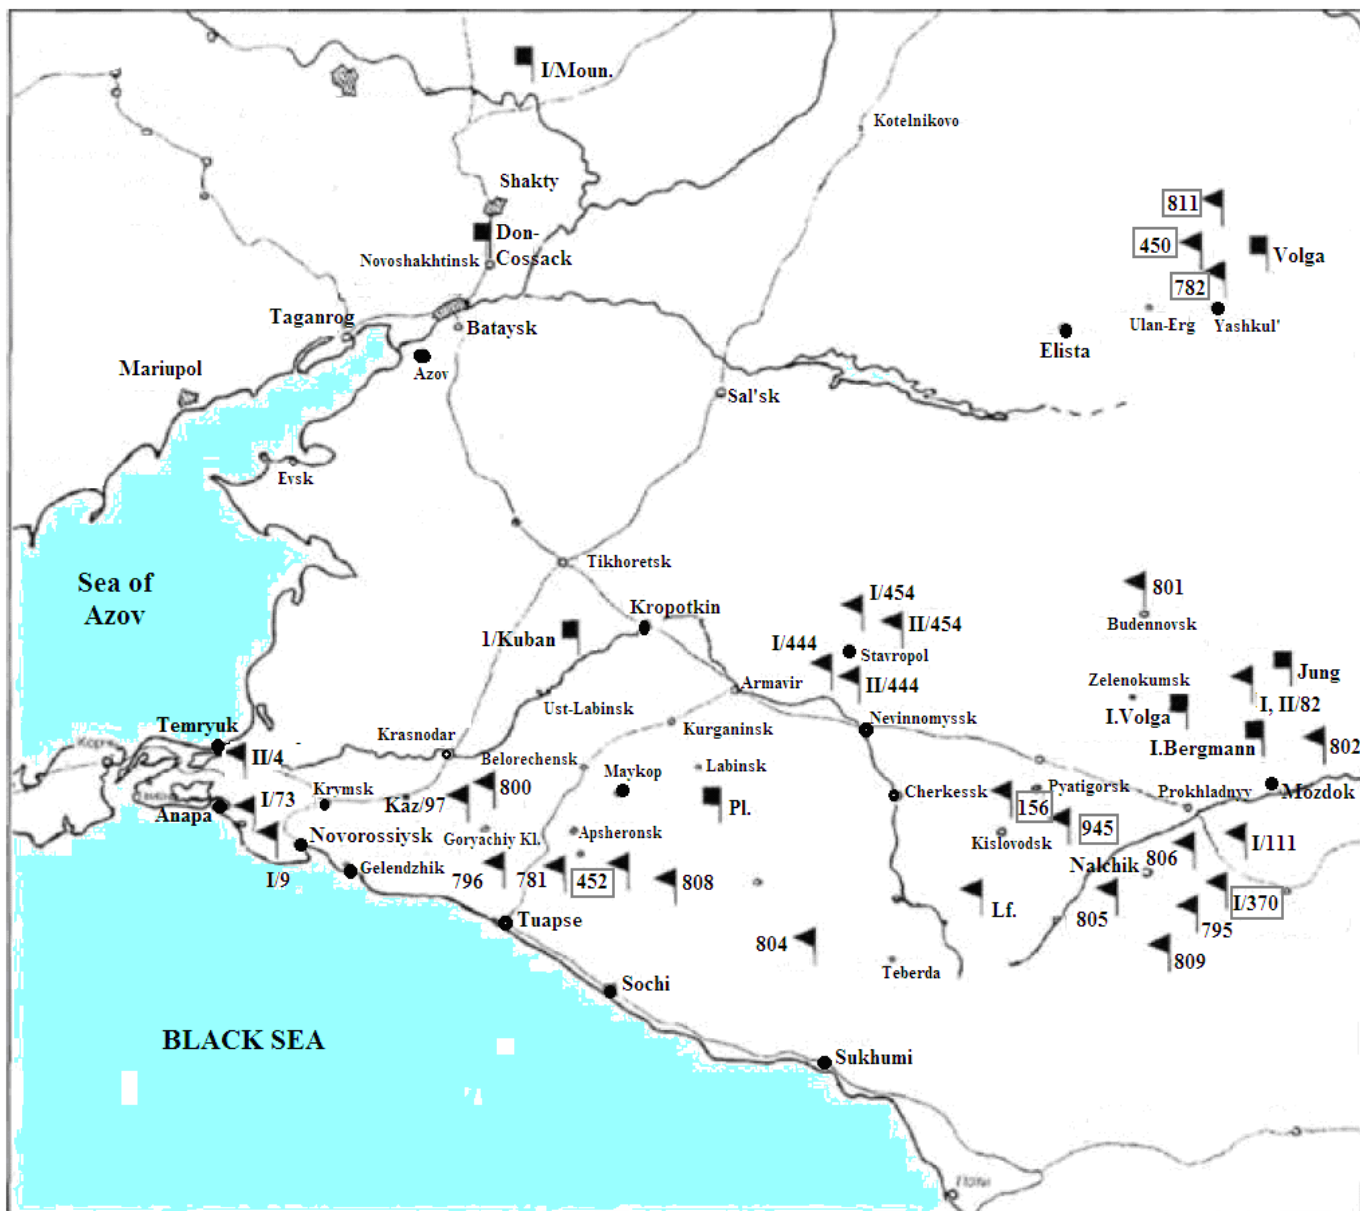 I/Moun.
Kotelnikovo
Shakty
811
Don-
Cossack
450
Volga
Novoshakhtinsk
782
Taganrog
Bataysk
Ulan-Erg
Yashkul'
Elista
Azov
Mariupol
Sal'sk
Evsk
Tikhoretsk
Sea of
Azov
801
I/454
Kropotkin
II/454
Budennovsk
1/Kuban
I/444
Stavropol
Jung
Armavir
II/444
Zelenokumsk
I, II/82
Ust-Labinsk
I.Volga
Temryuk
Kurganinsk
Nevinnomyssk
Krasnodar
I.Bergmann
802
II/4
Belorechensk
Labinsk
Maykop
800
Pyatigorsk
Mozdok
Cherkessk
I/73
Krymsk
Kaz/97
Pl.
156
Prokhladnyy
Anapa
945
Novorossiysk
Goryachiy Kl.
Apsheronsk
Kislovodsk
806
I/111
Gelendzhik
Nalchik
I/9
796
781
452
808
Lf.
805
I/370
Tuapse
795
804
809
Teberda
Sochi
BLACK SEA
Sukhumi